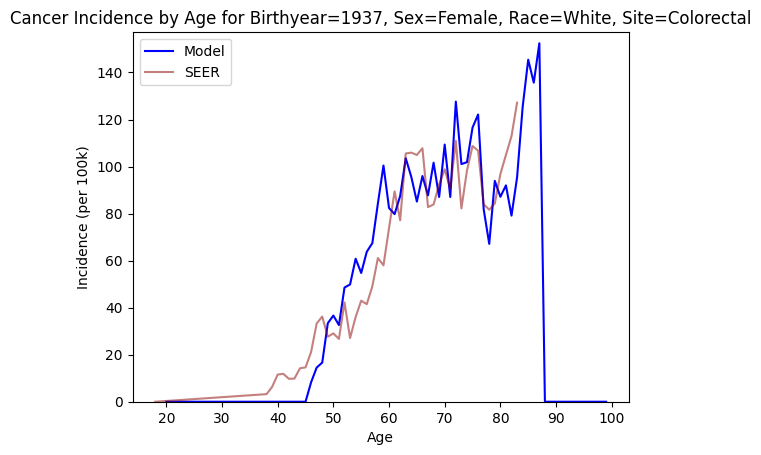 Cancer Incidence by Age for Birthyear=1937, Sex=Female, Race=White, Site=Colorectal
Model
SEER
Incidence (per 100k)
140
120
100
80
60
40
20
0
20 30 40 50 60 70 80 90 100
Age